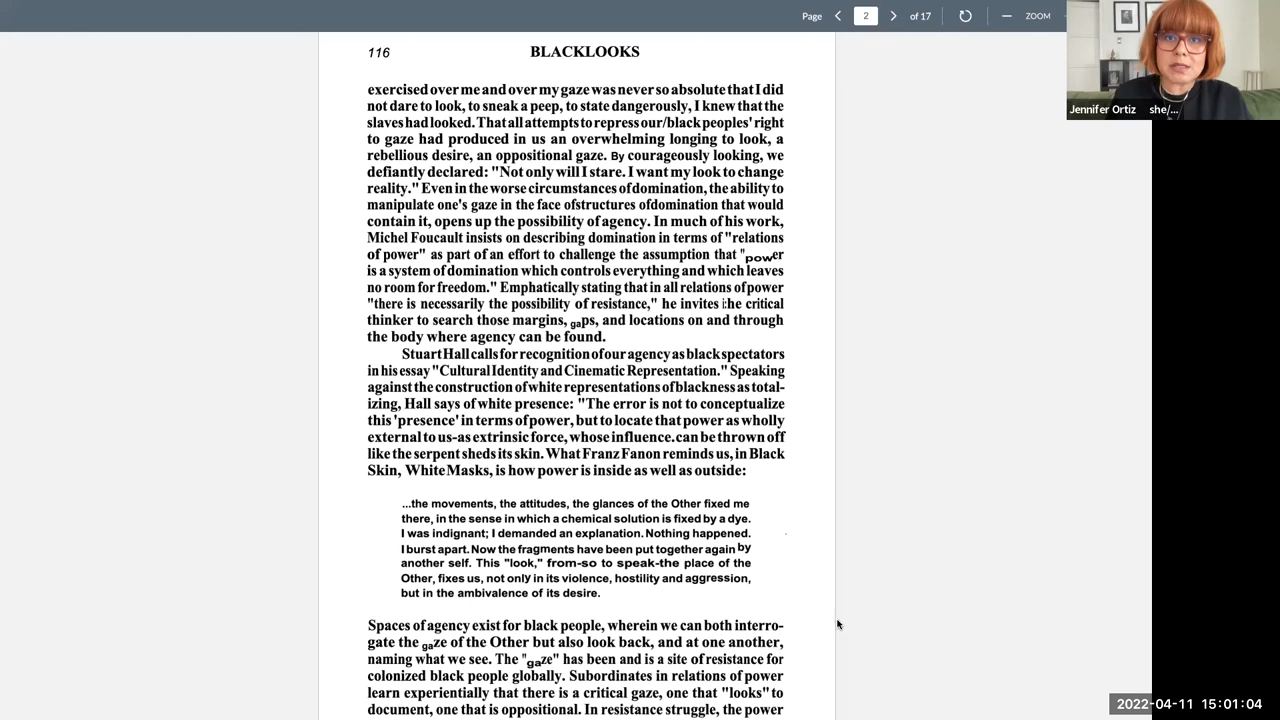 Page 2 of 17 ZOOM
116 BLACKLOOKS
exercised over me and over my gaze was never so absolute that I did
not dare to look, to sneak a peep, to state dangerously, I knew that the
slaves had looked. That all attempts to repress our/black peoples' right
to gaze had produced in us an overwhelming longing to look, a
rebellious desire, an oppositional gaze. By courageously looking, we
defiantly declared: "Not only will I stare. I want my look to change
reality." Even in the worse circumstances of domination, the ability to
manipulate one's gaze in the face ofstructures ofdomination that would
contain it, opens up the possibility of agency. In much of his work,
Michel Foucault insists on describing domination in terms of "relations
of power" as part of an effort to challenge the assumption that "power
is a system of domination which controls everything and which leaves
no room for freedom." Emphatically stating that in all relations of power
"there is necessarily the possibility of resistance," he invites the critical
thinker to search those margins, gaps, and locations on and through
the body where agency can be found.
Stuart Hall calls for recognition of our agency as black spectators
in his essay "Cultural Identity and Cinematic Representation." Speaking
against the construction of white representations of blackness as total-
izing, Hall says of white presence: "The error is not to conceptualize
this 'presence' in terms of power, but to locate that power as wholly
external to us-as extrinsic force, whose influence.can be thrown off
like the serpent sheds its skin. What Franz Fanon reminds us, in Black
Skin, White Masks, is how power is inside as well as outside:
...the movements, the attitudes, the glances of the Other fixed me
there, in the sense in which a chemical solution is fixed by a dye.
I was indignant; I demanded an explanation. Nothing happened.
I burst apart. Now the fragments have been put together again by
another self. This "look," from-so to speak-the place of the
Other, fixes us, not only in its violence, hostility and aggression,
but in the ambivalence of its desire.
Spaces of agency exist for black people, wherein we can both interro-
gate the gaze of the Other but also look back, and at one another,
naming what we see. The "gaze" has been and is a site of resistance for
colonized black people globally. Subordinates in relations of power
learn experientially that there is a critical gaze, one that "looks" to
document, one that is oppositional. In resistance struggle, the power
Jennifer Ortiz she/...
2022-04-11 15:01:04